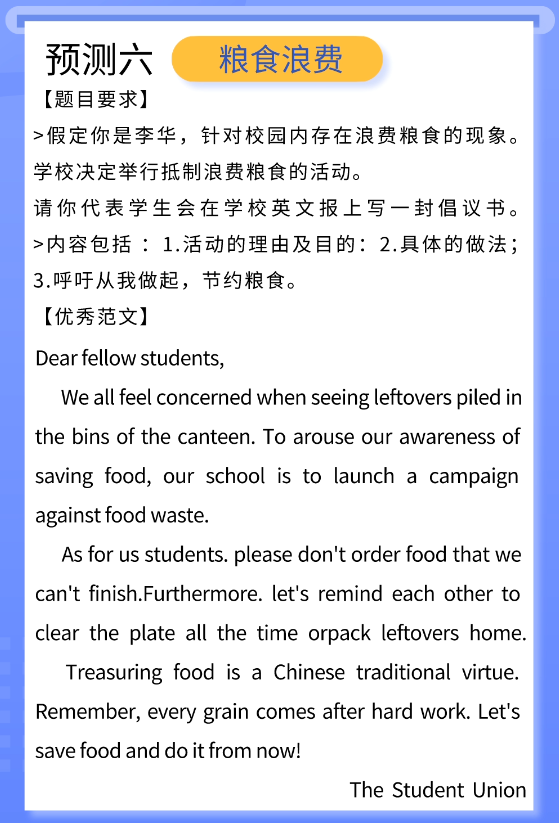 预测六 粮食浪费
【题目要求】
>假定你是李华，针对校园内存在浪费粮食的现象。
学校决定举行抵制浪费粮食的活动。
请你代表学生会在学校英文报上写一封倡议书。
>内容包括：1.活动的理由及目的：2.具体的做法；
3.呼吁从我做起，节约粮食。
【优秀范文】
Dear fellow students,
We all feel concerned when seeing leftovers piled in
the bins of the canteen. To arouse our awareness of
saving food, our school is to launch a campaign
against food waste.
As for us students. please don't order food that we
can't finish.Furthermore. let's remind each other to
clear the plate all the time orpack leftovers home.
Treasuring food is a Chinese traditional virtue.
Remember, every grain comes after hard work. Let's
save food and do it from now!
The Student Union